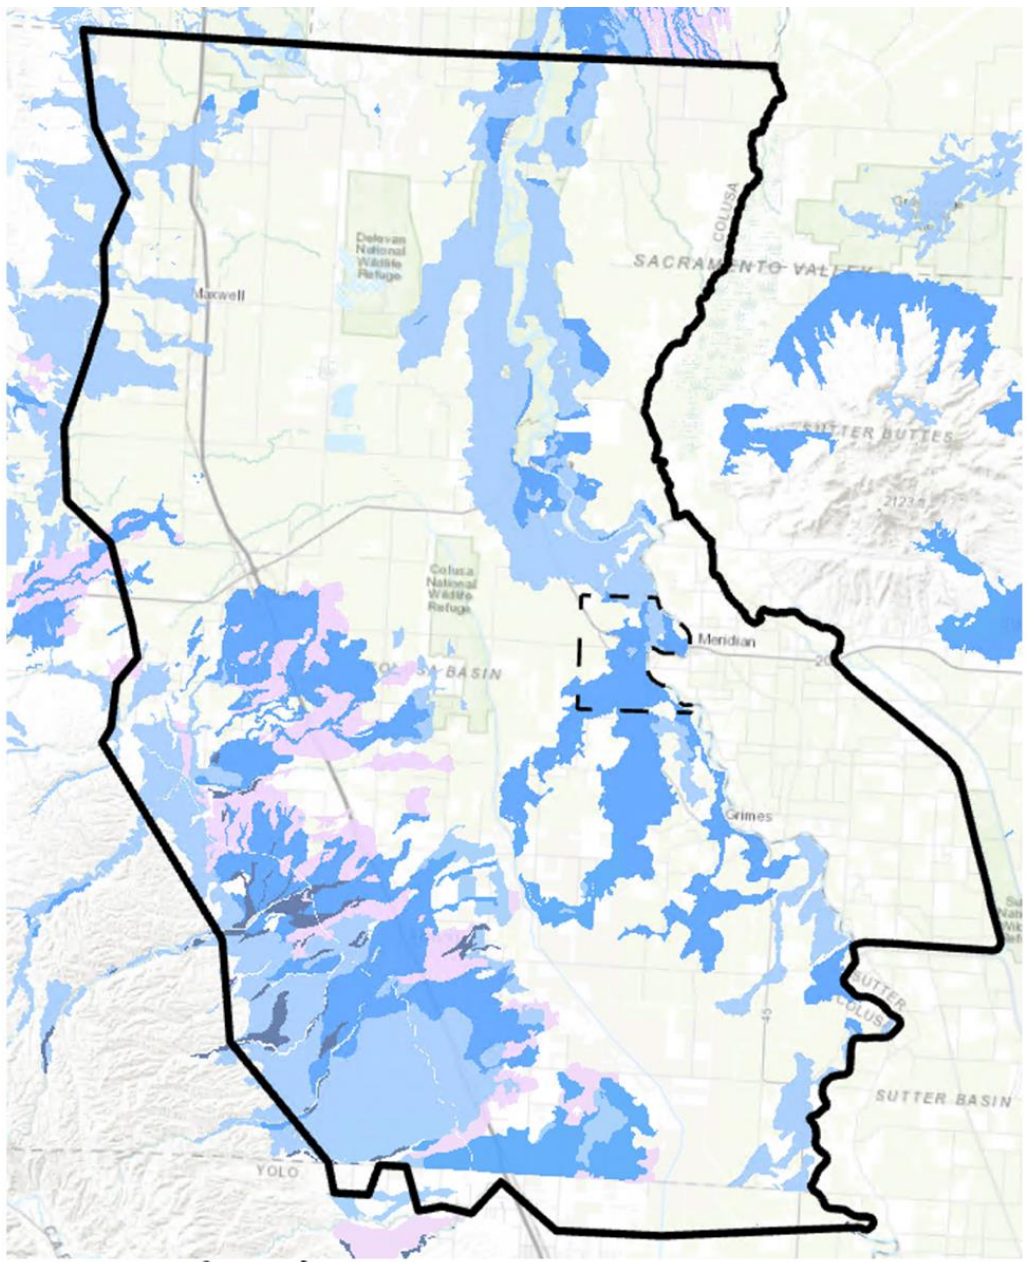 COLUSA
SACRAMENTO VALLEY
Delevan
National
Wildlife
Refuge
Maxwell
SUTTER BUTTES
2123 ft
Colusa
National
Wildlife
Refuge
Meridian
COLUSA BASIN
20
Grimes
45
SUTTER
COLUSA
SUTTER BASIN
YOLO